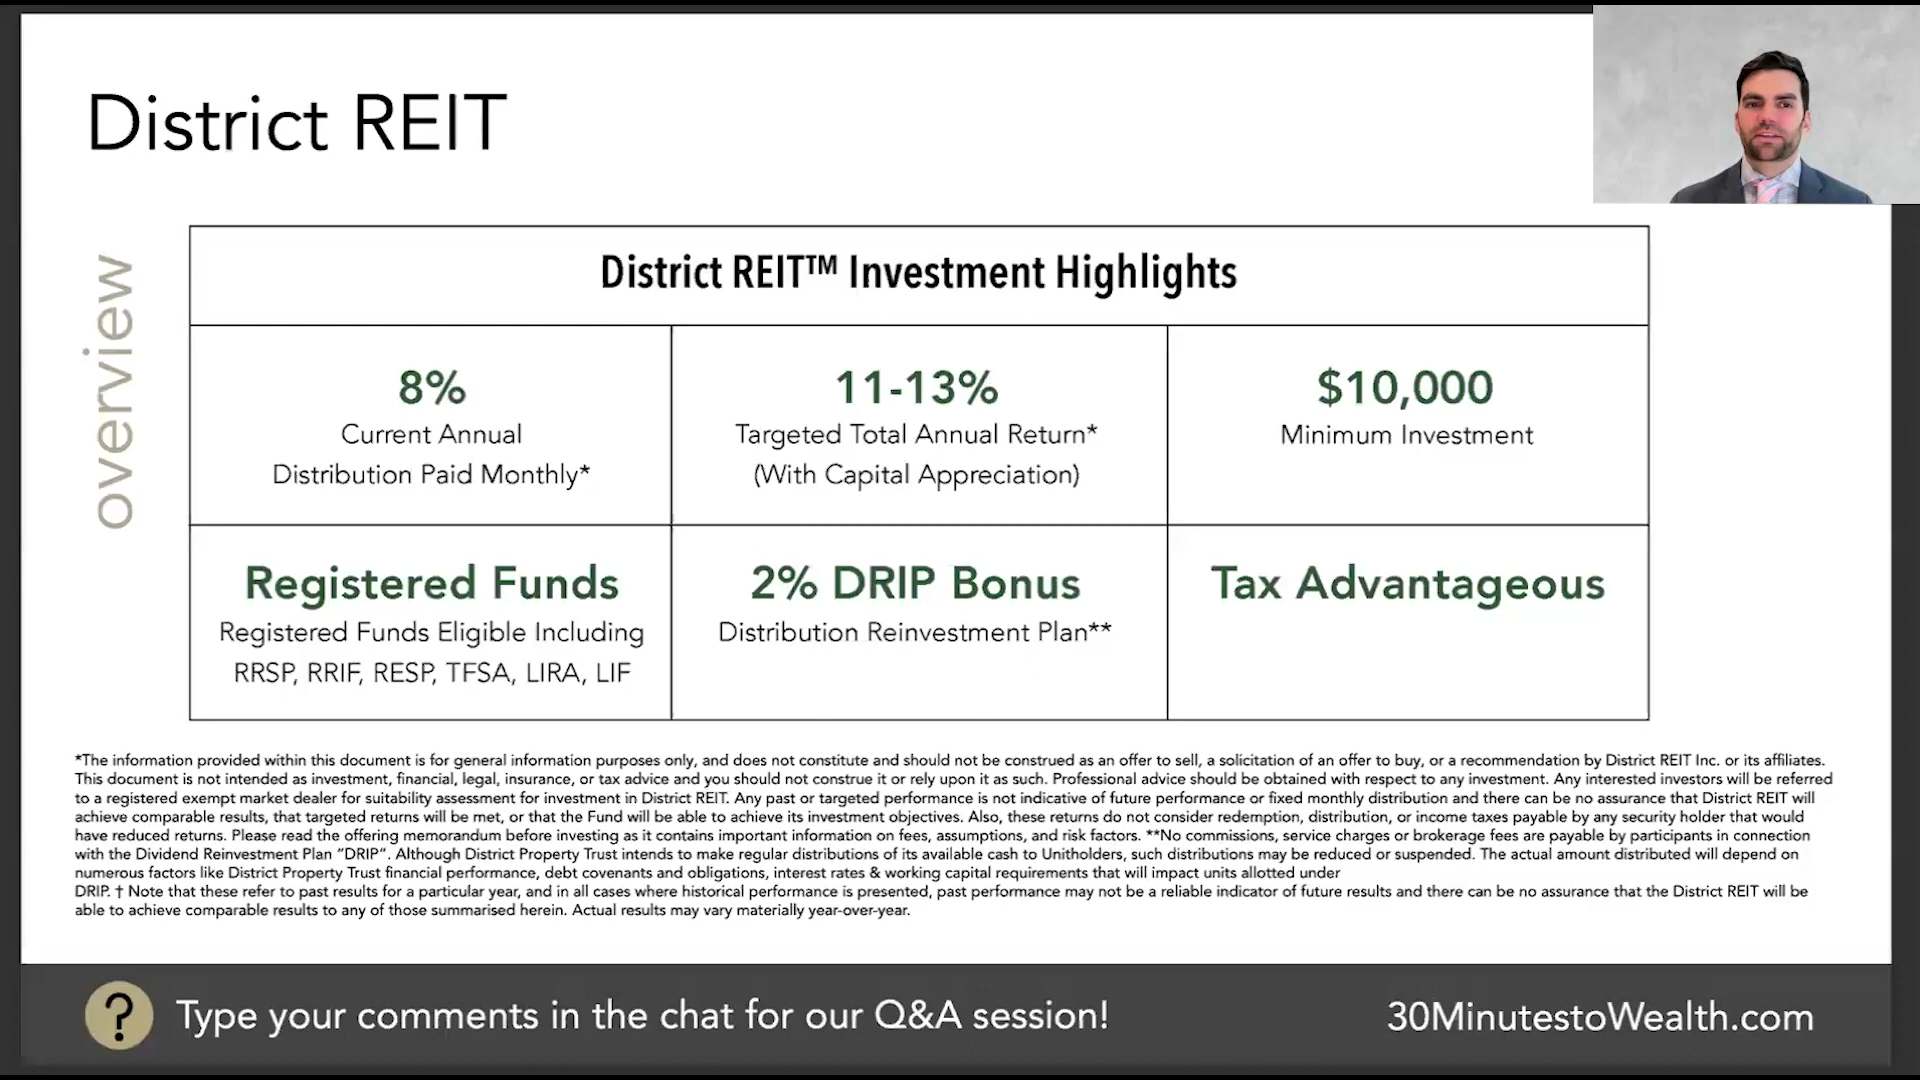 District REIT
overview
District REIT™ Investment Highlights
8%
Current Annual
Distribution Paid Monthly*
11-13%
Targeted Total Annual Return*
(With Capital Appreciation)
$10,000
Minimum Investment
Registered Funds
Registered Funds Eligible Including
RRSP, RRIF, RESP, TFSA, LIRA, LIF
2% DRIP Bonus
Distribution Reinvestment Plan**
Tax Advantageous
*The information provided within this document is for general information purposes only, and does not constitute and should not be construed as an offer to sell, a solicitation of an offer to buy, or a recommendation by District REIT Inc. or its affiliates.
This document is not intended as investment, financial, legal, insurance, or tax advice and you should not construe it or rely upon it as such. Professional advice should be obtained with respect to any investment. Any interested investors will be referred
to a registered exempt market dealer for suitability assessment for investment in District REIT. Any past or targeted performance is not indicative of future performance or fixed monthly distribution and there can be no assurance that District REIT will
achieve comparable results, that targeted returns will be met, or that the Fund will be able to achieve its investment objectives. Also, these returns do not consider redemption, distribution, or income taxes payable by any security holder that would
have reduced returns. Please read the offering memorandum before investing as it contains important information on fees, assumptions, and risk factors. **No commissions, service charges or brokerage fees are payable by participants in connection
with the Dividend Reinvestment Plan "DRIP". Although District Property Trust intends to make regular distributions of its available cash to Unitholders, such distributions may be reduced or suspended. The actual amount distributed will depend on
numerous factors like District Property Trust financial performance, debt covenants and obligations, interest rates & working capital requirements that will impact units allotted under
DRIP. † Note that these refer to past results for a particular year, and in all cases where historical performance is presented, past performance may not be a reliable indicator of future results and there can be no assurance that the District REIT will be
able to achieve comparable results to any of those summarised herein. Actual results may vary materially year-over-year.
? Type your comments in the chat for our Q&A session!
30MinutestoWealth.com